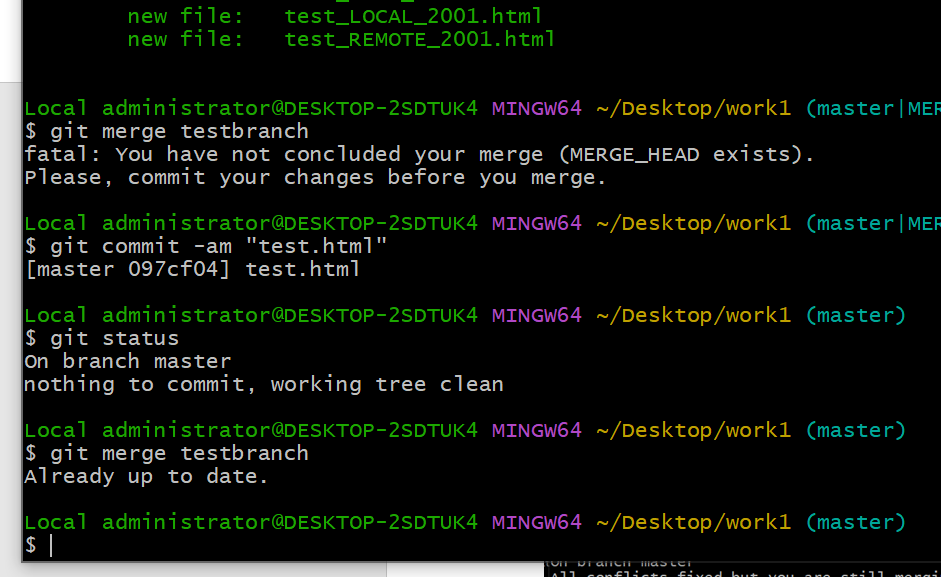 new file:   test_LOCAL_2001.html
new file:   test_REMOTE_2001.html
Local administrator@DESKTOP-2SDTUK4 MINGW64 ~/Desktop/work1 (master|MER
$ git merge testbranch
fatal: You have not concluded your merge (MERGE_HEAD exists).
Please, commit your changes before you merge.
Local administrator@DESKTOP-2SDTUK4 MINGW64 ~/Desktop/work1 (master|MER
$ git commit -am "test.html"
[master 097cf04] test.html
Local administrator@DESKTOP-2SDTUK4 MINGW64 ~/Desktop/work1 (master)
$ git status
On branch master
nothing to commit, working tree clean
Local administrator@DESKTOP-2SDTUK4 MINGW64 ~/Desktop/work1 (master)
$ git merge testbranch
Already up to date.
Local administrator@DESKTOP-2SDTUK4 MINGW64 ~/Desktop/work1 (master)
$
On branch master
All conflicts fixed but you are still mergi